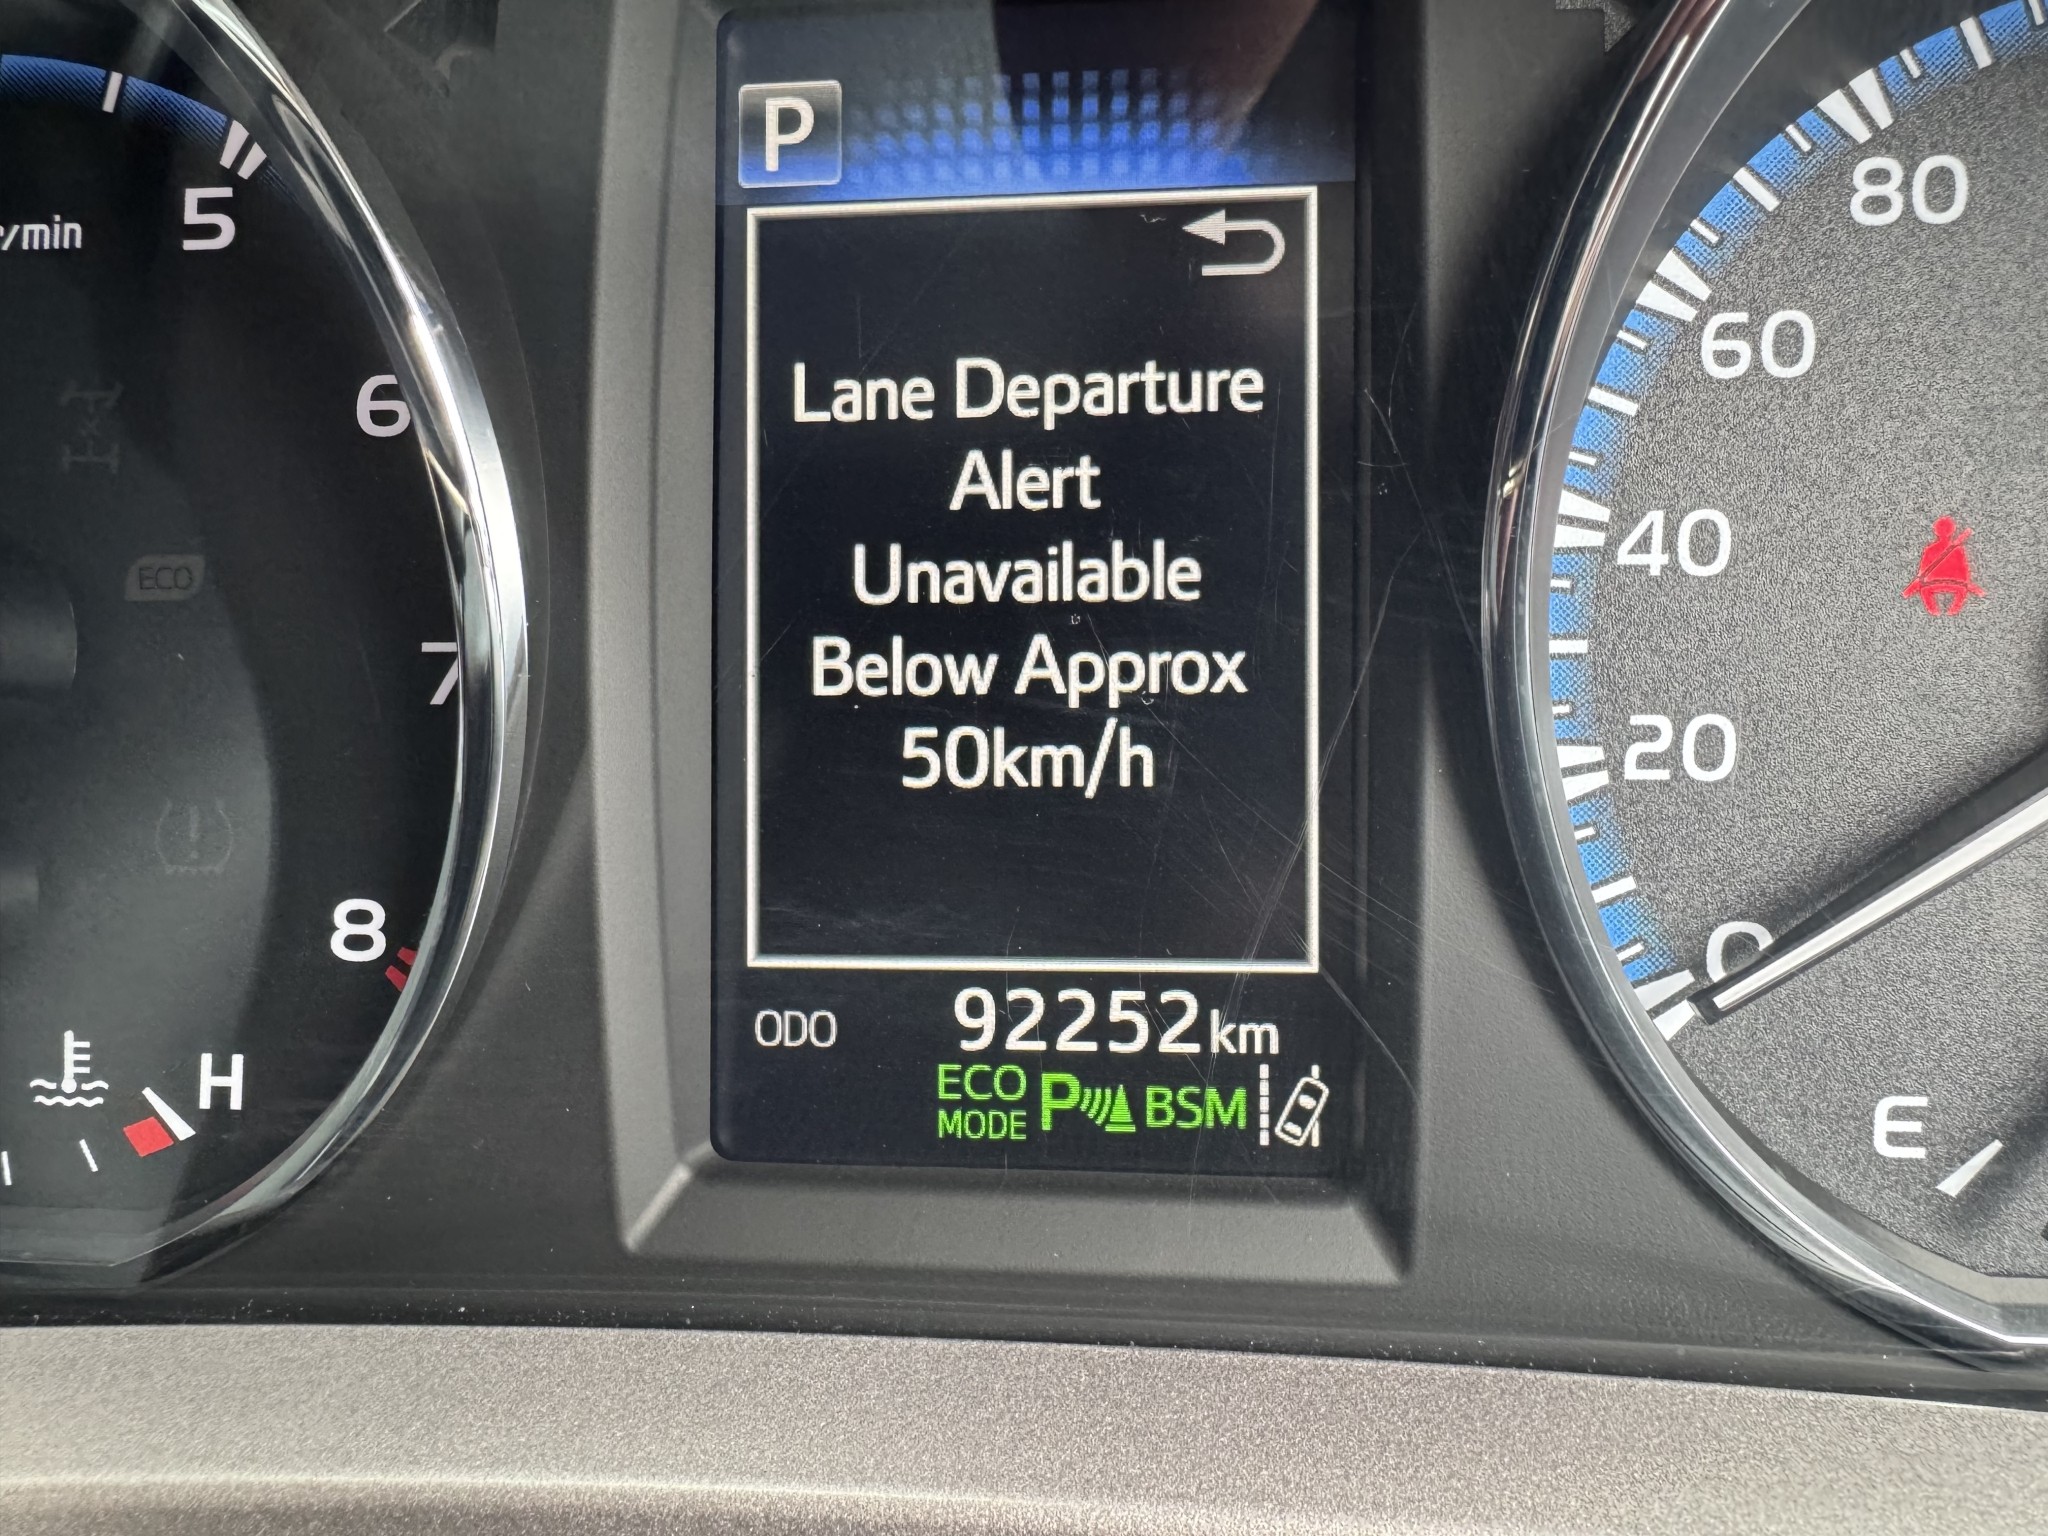 P
Lane Departure
Alert
Unavailable
Below Approx
50km/h
ODO 92252km
ECO
MODE
P
BSM
r/min
5
6
7
8
H
ECO
80
60
40
20
0
E